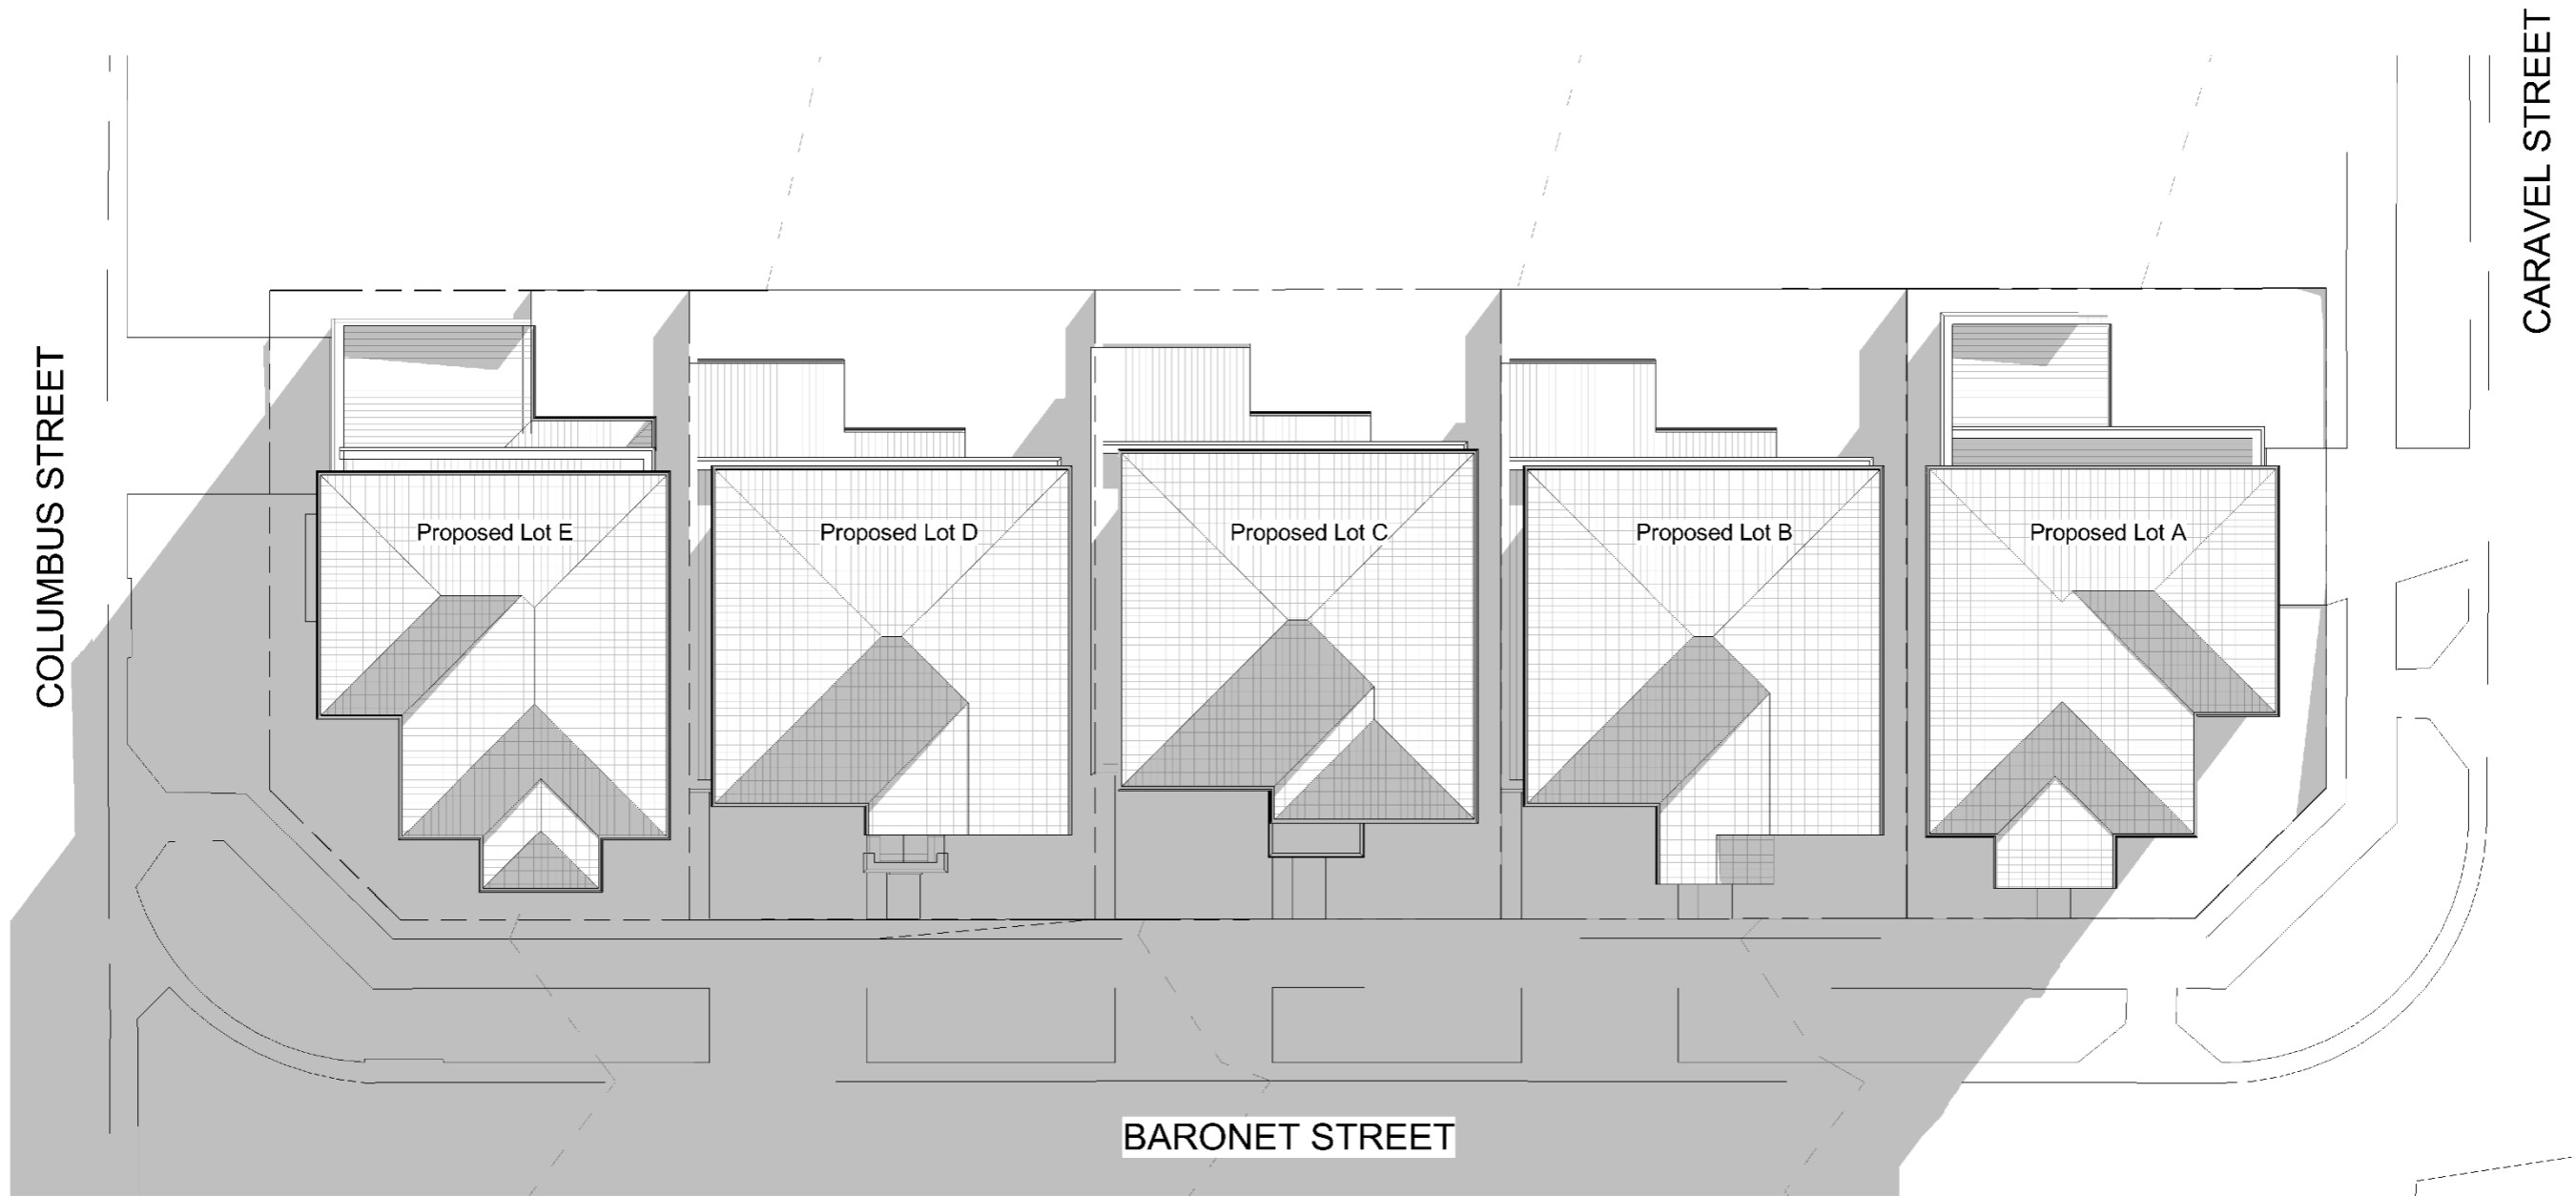 COLUMBUS STREET
CARAVEL STREET
Proposed Lot E
Proposed Lot D
Proposed Lot C
Proposed Lot B
Proposed Lot A
BARONET STREET